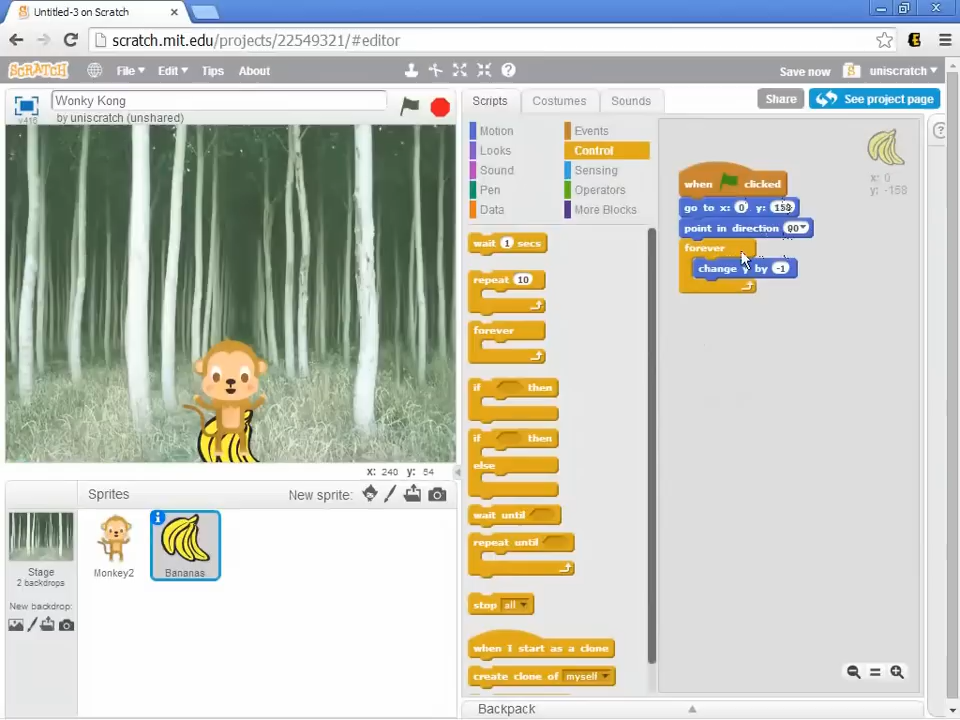 Untitled-3 on Scratch
scratch.mit.edu/projects/22549321/#editor
SCRATCH File Edit Tips About Save now uniscratch
Wonky Kong
by uniscratch (unshared)
v416
Scripts Costumes Sounds Share See project page
Motion Events
Looks Control
Sound Sensing
Pen Operators
Data More Blocks
wait 1 secs
repeat 10
forever
if then
if then
else
wait until
repeat until
stop all
when I start as a clone
create clone of myself
when clicked
go to x: 0 y: 158
point in direction 90
forever
change y by -1
x: 0
y: -158
x: 240 y: 54
Sprites New sprite:
Stage
2 backdrops
New backdrop:
Monkey2
Bananas
Backpack